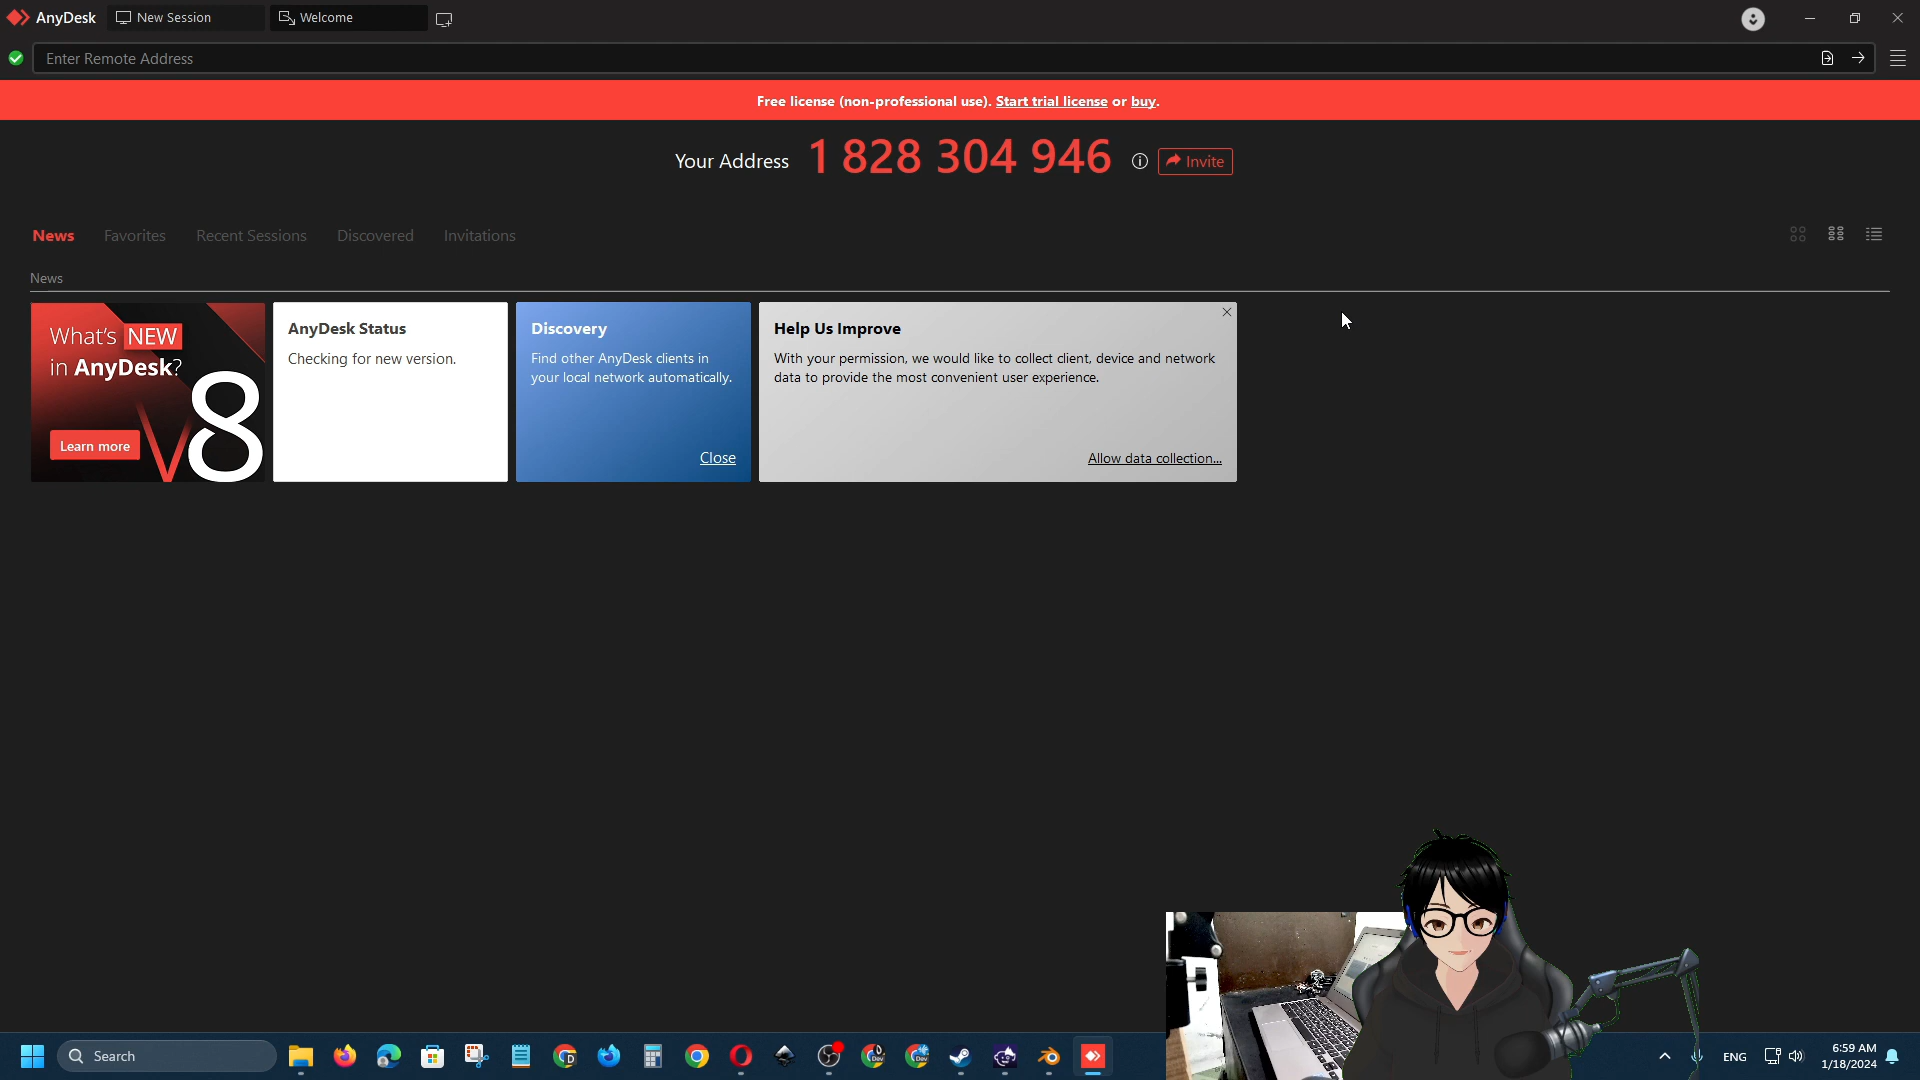 AnyDesk
New Session
Welcome
Enter Remote Address
Free license (non-professional use). Start trial license or buy.
Your Address 1 828 304 946
Invite
News
Favorites
Recent Sessions
Discovered
Invitations
News
What's NEW
in AnyDesk?
V8
Learn more
AnyDesk Status
Checking for new version.
Discovery
Find other AnyDesk clients in
your local network automatically.
Close
Help Us Improve
With your permission, we would like to collect client, device and network
data to provide the most convenient user experience.
Allow data collection...
Search
D
Dev
Dev
ENG
6:59 AM
1/18/2024